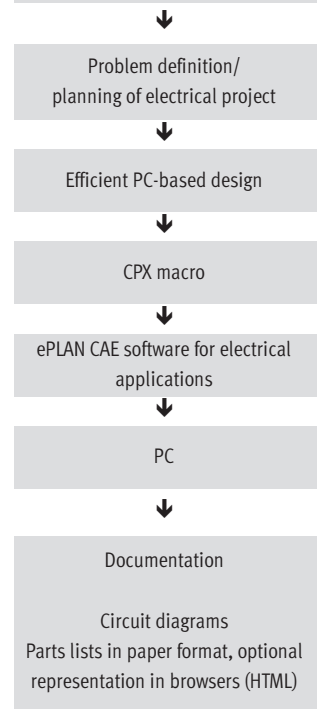 Problem definition/
planning of electrical project
Efficient PC-based design
CPX macro
ePLAN CAE software for electrical
applications
PC
Documentation
Circuit diagrams
Parts lists in paper format, optional
representation in browsers (HTML)